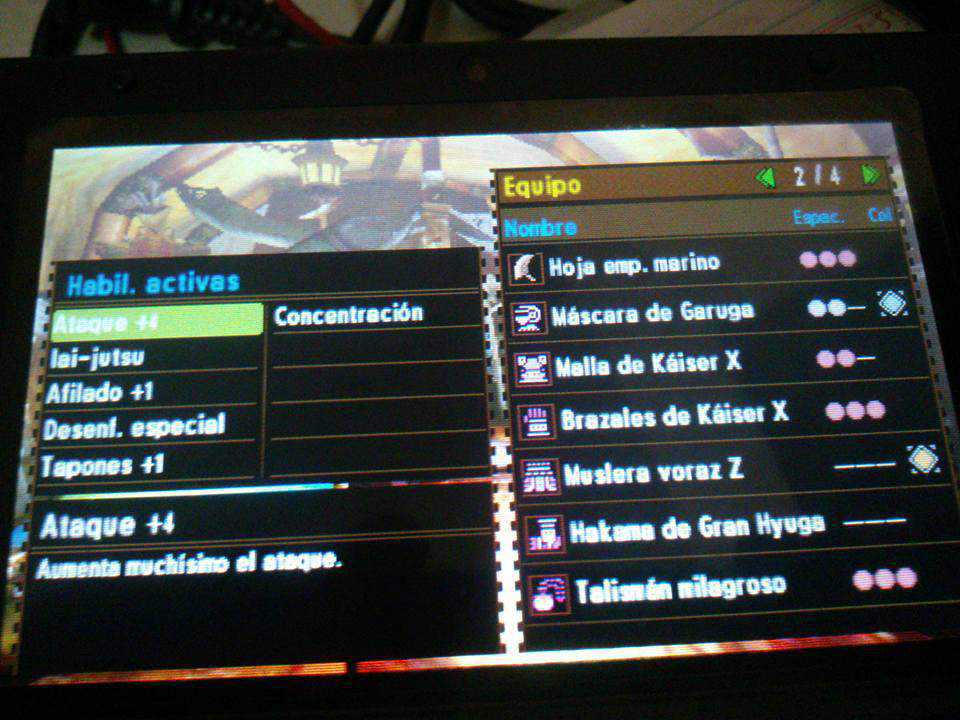 Habil. activas
Ataque +4
Concentración
Iai-jutsu
Afilado +1
Desenf. especial
Tapones +1
Ataque +4
Aumenta muchísimo el ataque.
Equipo
2/4
Nombre Espac. Col
Hoja emp. marino
Máscara de Garuga
Malla de Káiser X
Brazales de Káiser X
Muslera voraz Z
Hakama de Gran Hyuga
Talismán milagroso